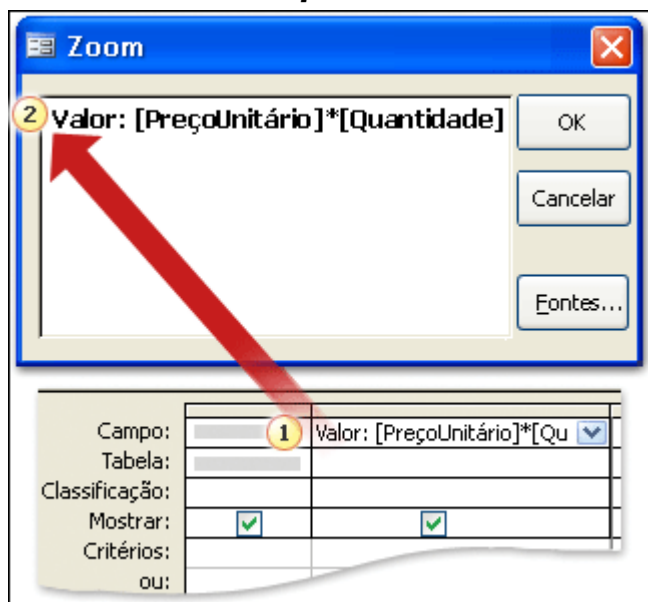 Zoom
2 Valor: [PreçoUnitário]*[Quantidade]
OK
Cancelar
Fontes...
Campo: 1 Valor: [PreçoUnitário]*[Qu
Tabela:
Classificação:
Mostrar:
Critérios:
ou: